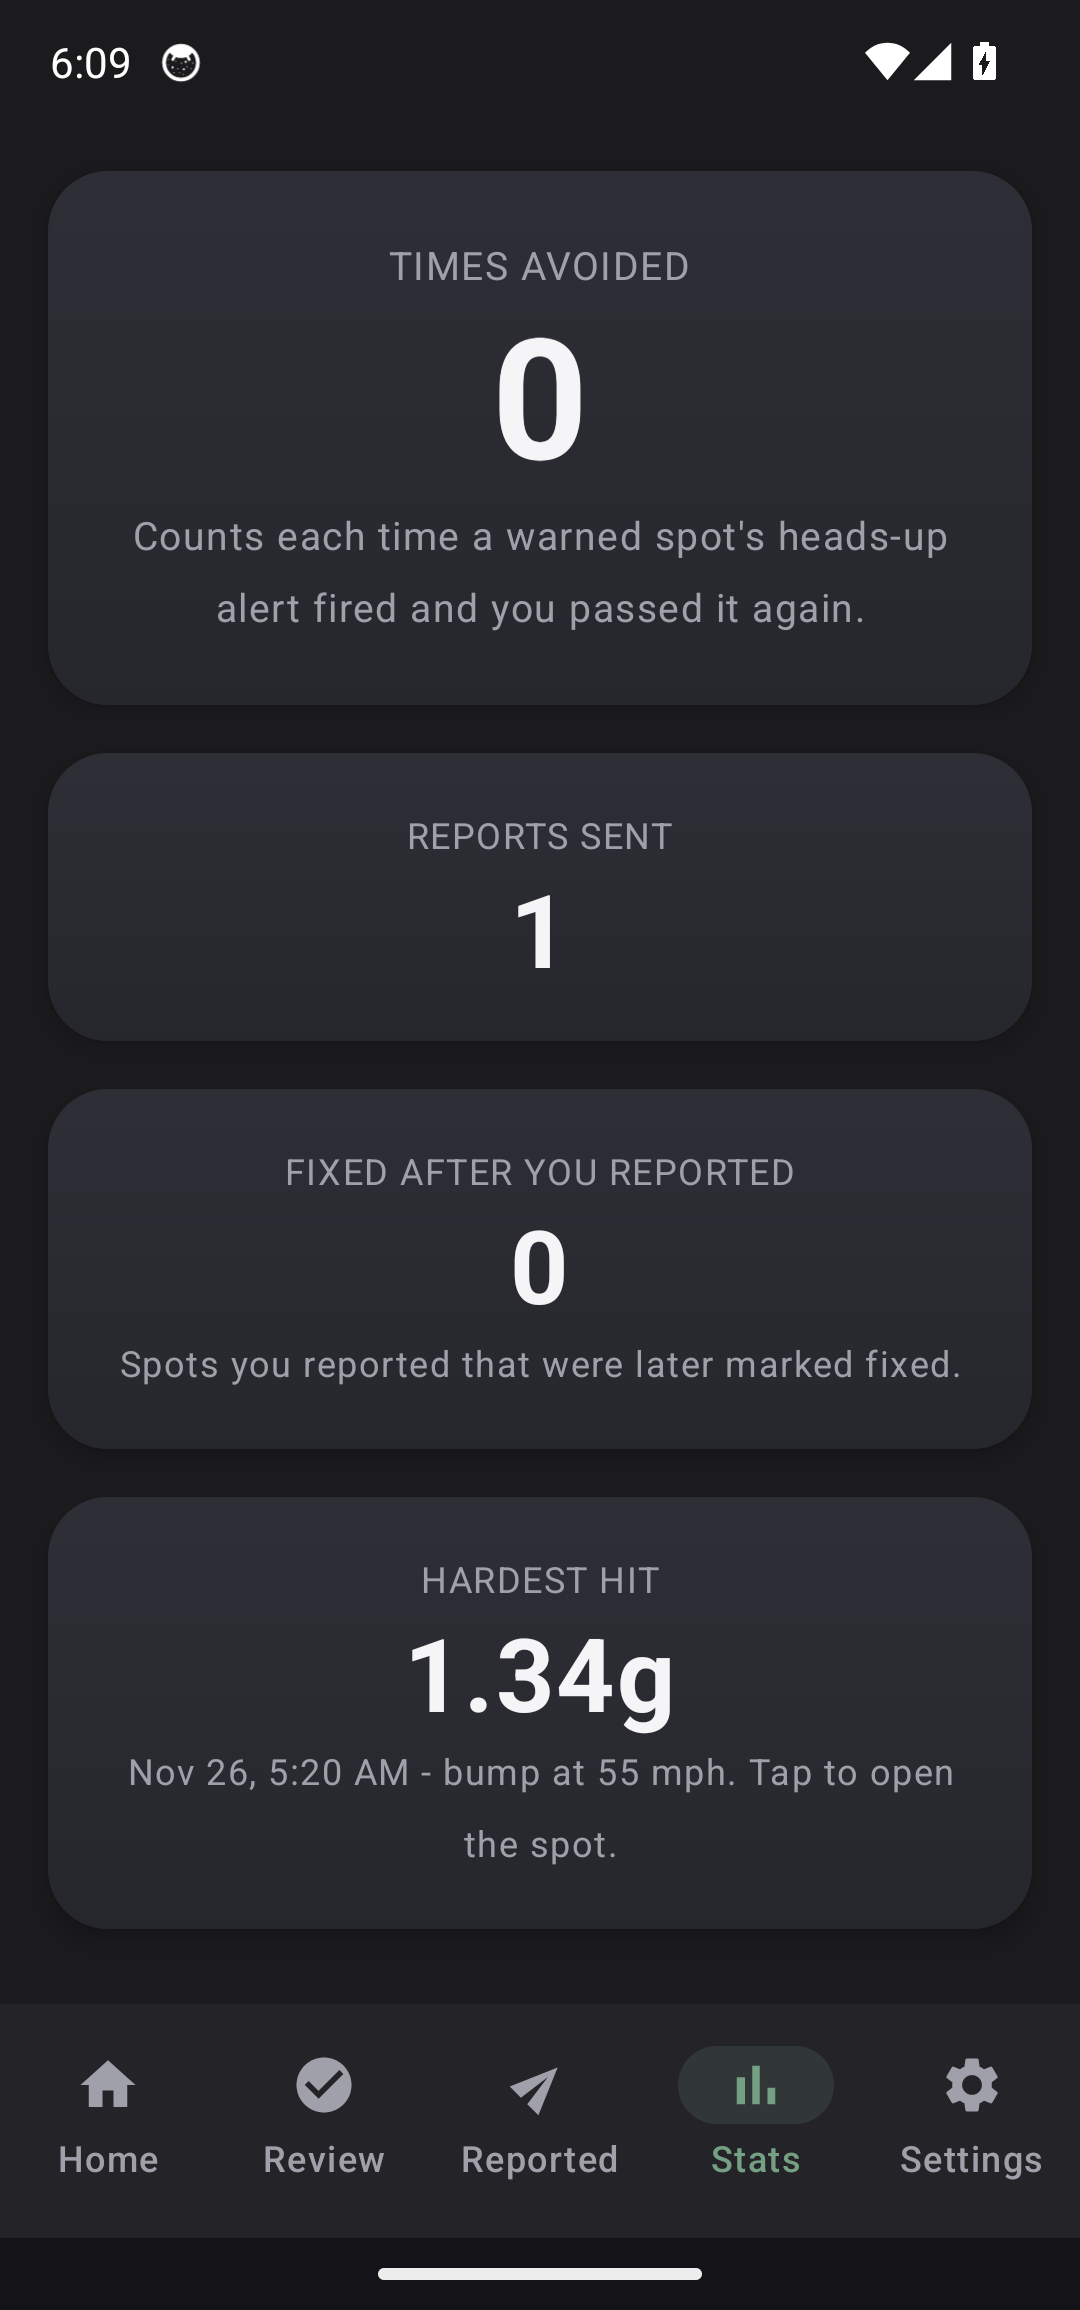 6:09
TIMES AVOIDED
0
Counts each time a warned spot's heads-up
alert fired and you passed it again.
REPORTS SENT
1
FIXED AFTER YOU REPORTED
0
Spots you reported that were later marked fixed.
HARDEST HIT
1.34g
Nov 26, 5:20 AM - bump at 55 mph. Tap to open
the spot.
Home Review Reported Stats Settings